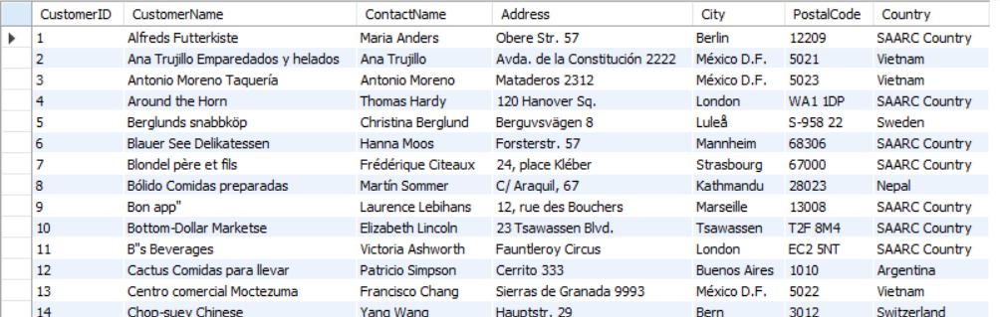 CustomerID CustomerName ContactName Address City PostalCode Country
1 Alfreds Futterkiste Maria Anders Obere Str. 57 Berlin 12209 SAARC Country
2 Ana Trujillo Emparedados y helados Ana Trujillo Avda. de la Constitución 2222 México D.F. 5021 Vietnam
3 Antonio Moreno Taquería Antonio Moreno Mataderos 2312 México D.F. 5023 Vietnam
4 Around the Horn Thomas Hardy 120 Hanover Sq. London WA1 1DP SAARC Country
5 Berglunds snabbköp Christina Berglund Berguvsvägen 8 Luleå S-958 22 Sweden
6 Blauer See Delikatessen Hanna Moos Forsterstr. 57 Mannheim 68306 SAARC Country
7 Blondel père et fils Frédérique Citeaux 24, place Kléber Strasbourg 67000 SAARC Country
8 Bólido Comidas preparadas Martín Sommer C/ Araquil, 67 Kathmandu 28023 Nepal
9 Bon app" Laurence Lebihans 12, rue des Bouchers Marseille 13008 SAARC Country
10 Bottom-Dollar Marketse Elizabeth Lincoln 23 Tsawassen Blvd. Tsawassen T2F 8M4 SAARC Country
11 B"s Beverages Victoria Ashworth Fauntleroy Circus London EC2 5NT SAARC Country
12 Cactus Comidas para llevar Patricio Simpson Cerrito 333 Buenos Aires 1010 Argentina
13 Centro comercial Moctezuma Francisco Chang Sierras de Granada 9993 México D.F. 5022 Vietnam
14 Chop-suey Chinese Yang Wang Hauptstr. 29 Bern 3012 Switzerland